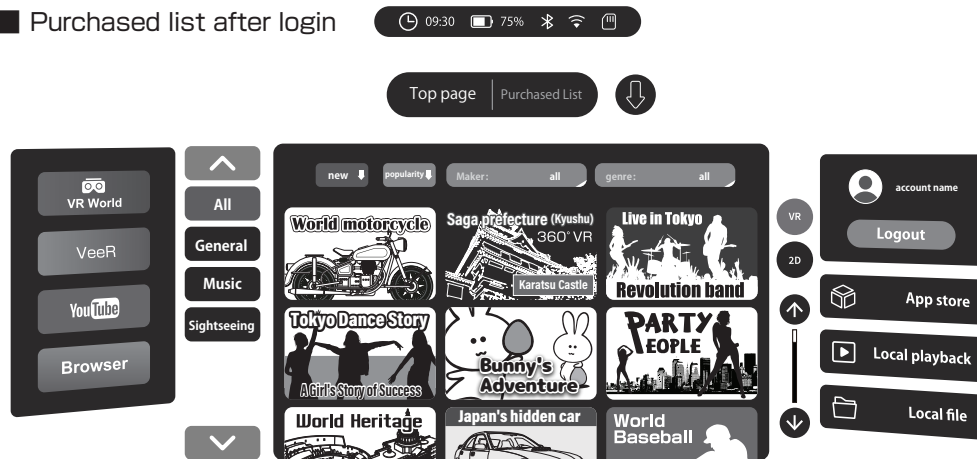 ■ Purchased list after login
09:30 75%
Top page Purchased List
VR World
VeeR
YouTube
Browser
All
General
Music
Sightseeing
new popularity Maker: all genre: all
World motorcycle
Saga prefecture (Kyushu)
360° VR
Karatsu Castle
Live in Tokyo
Revolution band
Tokyo Dance Story
A Girl's Story of Success
Bunny's
Adventure
PARTY
PEOPLE
World Heritage
Japan's hidden car
World
Baseball
VR
2D
account name
Logout
App store
Local playback
Local file